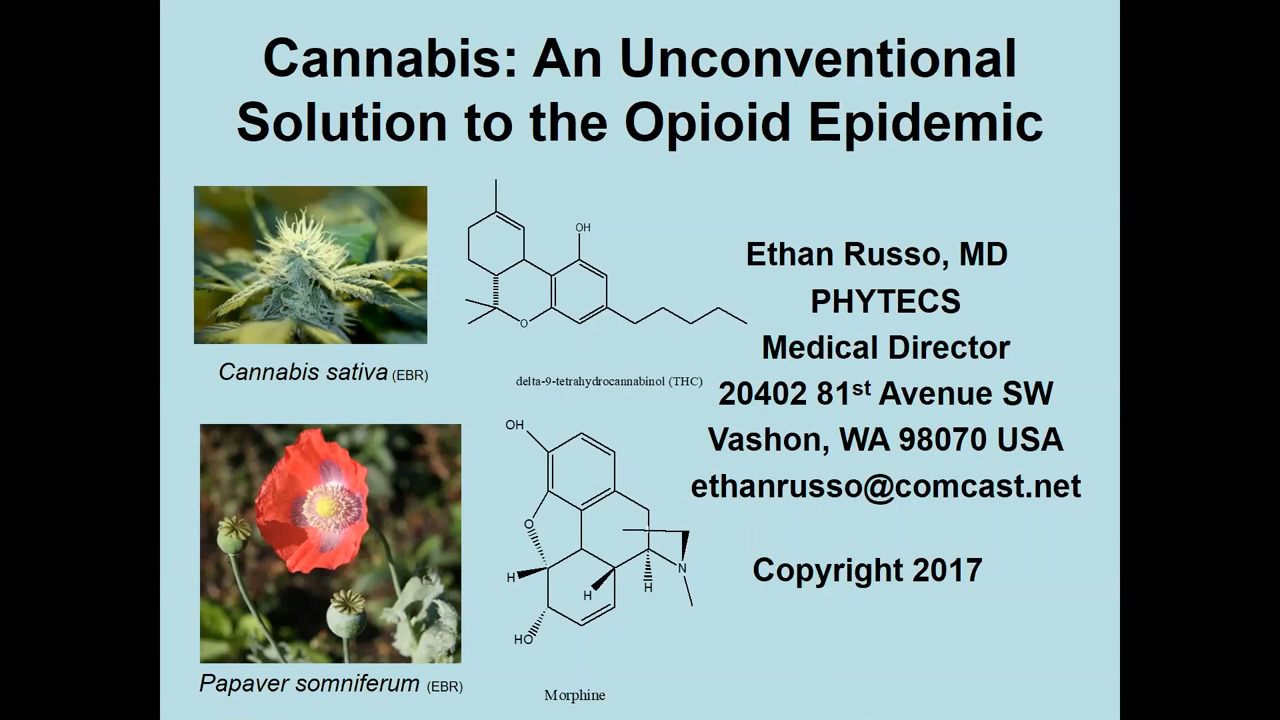 Cannabis: An Unconventional
Solution to the Opioid Epidemic
OH
O
Cannabis sativa (EBR)
delta-9-tetrahydrocannabinol (THC)
Ethan Russo, MD
PHYTECS
Medical Director
20402 81st Avenue SW
Vashon, WA 98070 USA
ethanrusso@comcast.net
Copyright 2017
OH
O
H
H
H
N
HO
Papaver somniferum (EBR)
Morphine